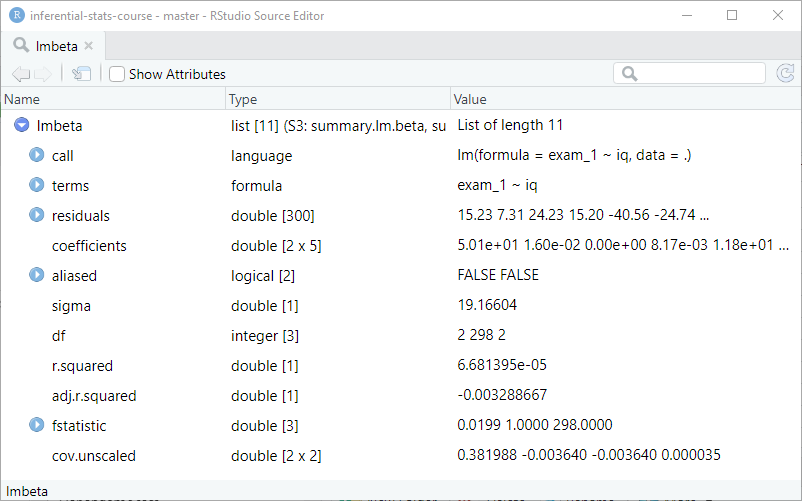 inferential-stats-course - master - RStudio Source Editor
lmbeta
Show Attributes
Name Type Value
lmbeta list [11] (S3: summary.lm.beta, su List of length 11
call language lm(formula = exam_1 ~ iq, data = .)
terms formula exam_1 ~ iq
residuals double [300] 15.23 7.31 24.23 15.20 -40.56 -24.74 ...
coefficients double [2 x 5] 5.01e+01 1.60e-02 0.00e+00 8.17e-03 1.18e+01 ...
aliased logical [2] FALSE FALSE
sigma double [1] 19.16604
df integer [3] 2 298 2
r.squared double [1] 6.681395e-05
adj.r.squared double [1] -0.003288667
fstatistic double [3] 0.0199 1.0000 298.0000
cov.unscaled double [2 x 2] 0.381988 -0.003640 -0.003640 0.000035
lmbeta